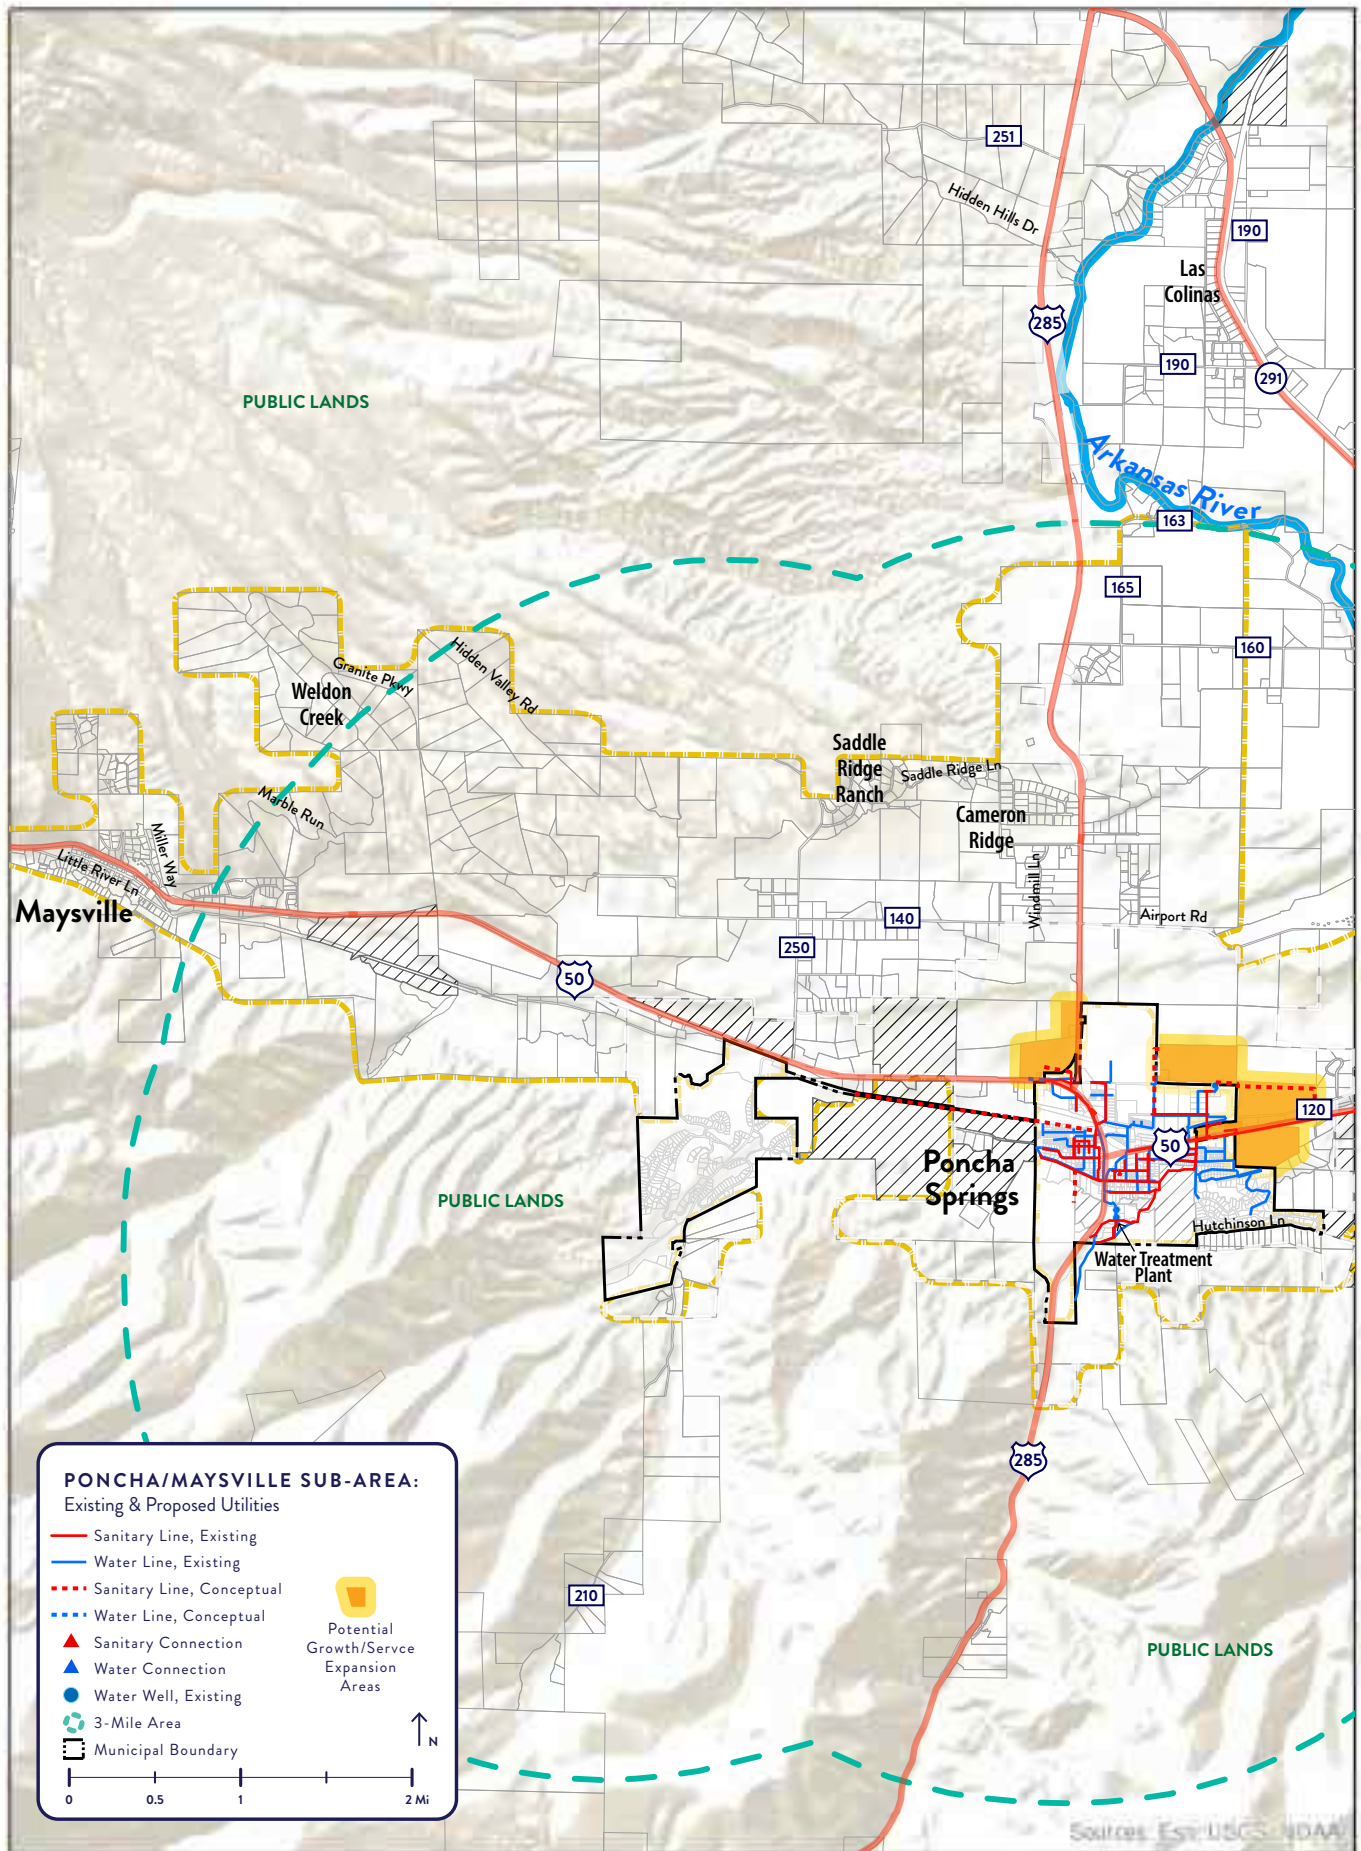 251
Hidden Hills Dr
190
Las
Colinas
285
190
291
PUBLIC LANDS
Arkansas River
163
165
160
Hidden Valley Rd
Granite Pkwy
Weldon
Creek
Saddle
Ridge
Ranch
Saddle Ridge Ln
Cameron
Ridge
Marble Run
Miller Way
Little River Ln
Windmill Ln
Maysville
140
Airport Rd
250
50
120
50
Poncha
Springs
PUBLIC LANDS
Hutchinson Ln
Water Treatment
Plant
285
PONCHA/MAYSVILLE SUB-AREA:
Existing & Proposed Utilities
Sanitary Line, Existing
Water Line, Existing
Sanitary Line, Conceptual
Water Line, Conceptual
Sanitary Connection
Water Connection
Water Well, Existing
3-Mile Area
Municipal Boundary
Potential
Growth/Servce
Expansion
Areas
N
0 0.5 1 2 Mi
210
PUBLIC LANDS
Sources: Esri, USGS, NOAA